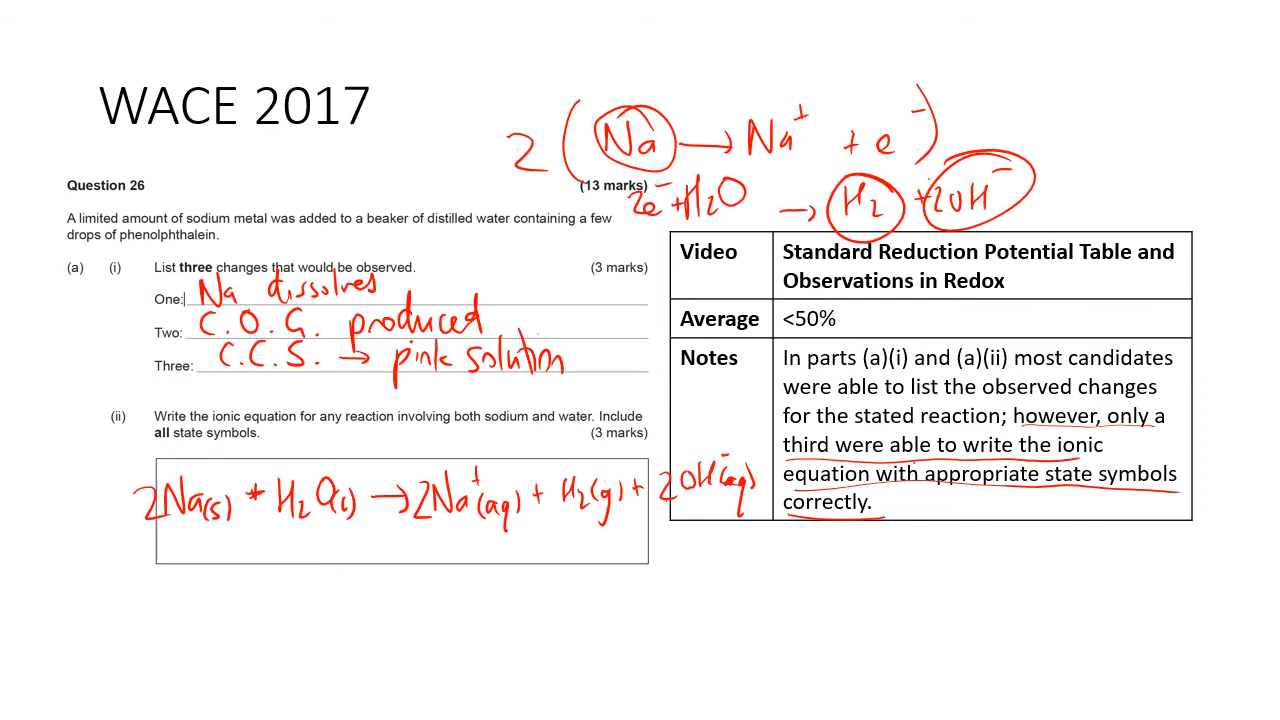 WACE 2017
2 ( Na → Na⁺ + e⁻ )
2e⁻ + H₂O → H₂ + 2OH⁻
Question 26 (13 marks)
A limited amount of sodium metal was added to a beaker of distilled water containing a few
drops of phenolphthalein.
(a) (i) List three changes that would be observed. (3 marks)
One: Na dissolves
Two: C.O.G. produced
Three: C.C.S. → pink solution
(ii) Write the ionic equation for any reaction involving both sodium and water. Include
all state symbols. (3 marks)
2Na(s) + H₂O(l) → 2Na⁺(aq) + H₂(g) + 2OH⁻(aq)
Video Standard Reduction Potential Table and
Observations in Redox
Average <50%
Notes In parts (a)(i) and (a)(ii) most candidates
were able to list the observed changes
for the stated reaction; however, only a
third were able to write the ionic
equation with appropriate state symbols
correctly.